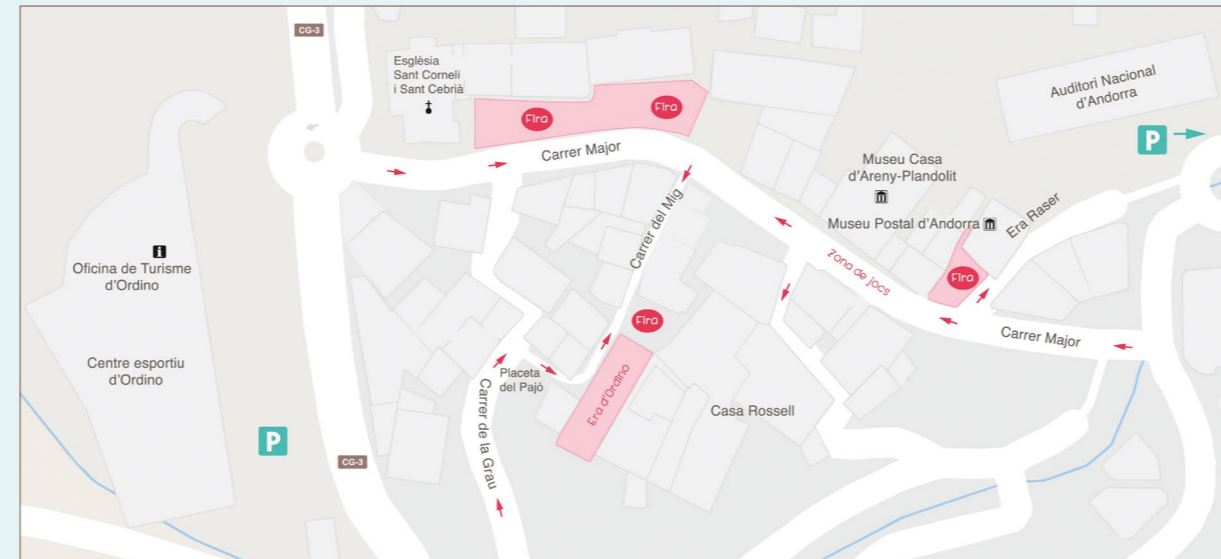 CG-3
Esglèsia
Sant Corneli
i Sant Cebrià
Fira
Fira
Carrer Major
Auditori Nacional
d'Andorra
P
Museu Casa
d'Areny-Plandolit
Museu Postal d'Andorra
Era Raser
Carrer del Mig
Zona de jocs
Fira
Oficina de Turisme
d'Ordino
Fira
Carrer Major
Centre esportiu
d'Ordino
Placeta
del Pajó
Era d'Ordino
Casa Rossell
Carrer de la Grau
P
CG-3